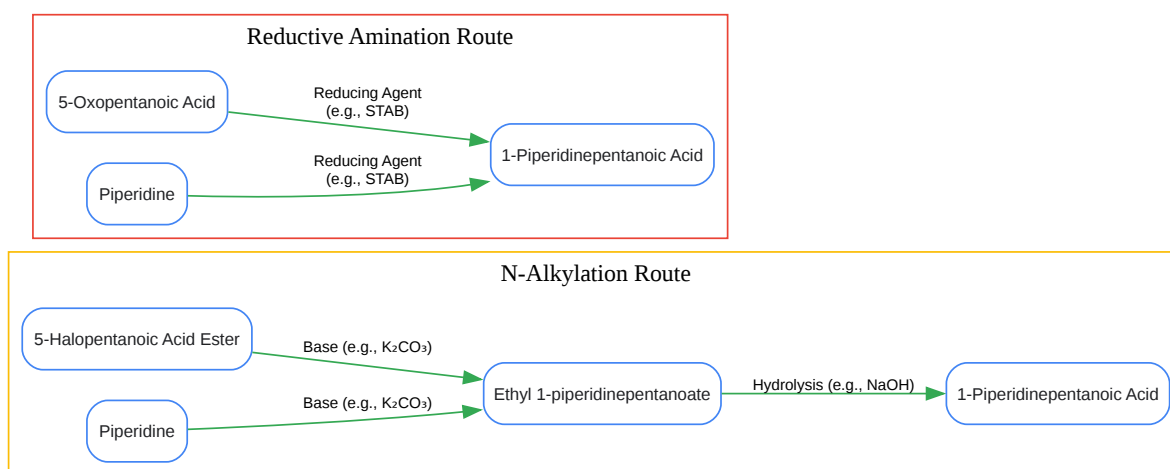 Reductive Amination Route
5-Oxopentanoic Acid
Reducing Agent
(e.g., STAB)
1-Piperidinepentanoic Acid
Reducing Agent
(e.g., STAB)
Piperidine
N-Alkylation Route
5-Halopentanoic Acid Ester
Base (e.g., K₂CO₃)
Ethyl 1-piperidinepentanoate
Hydrolysis (e.g., NaOH)
1-Piperidinepentanoic Acid
Base (e.g., K₂CO₃)
Piperidine